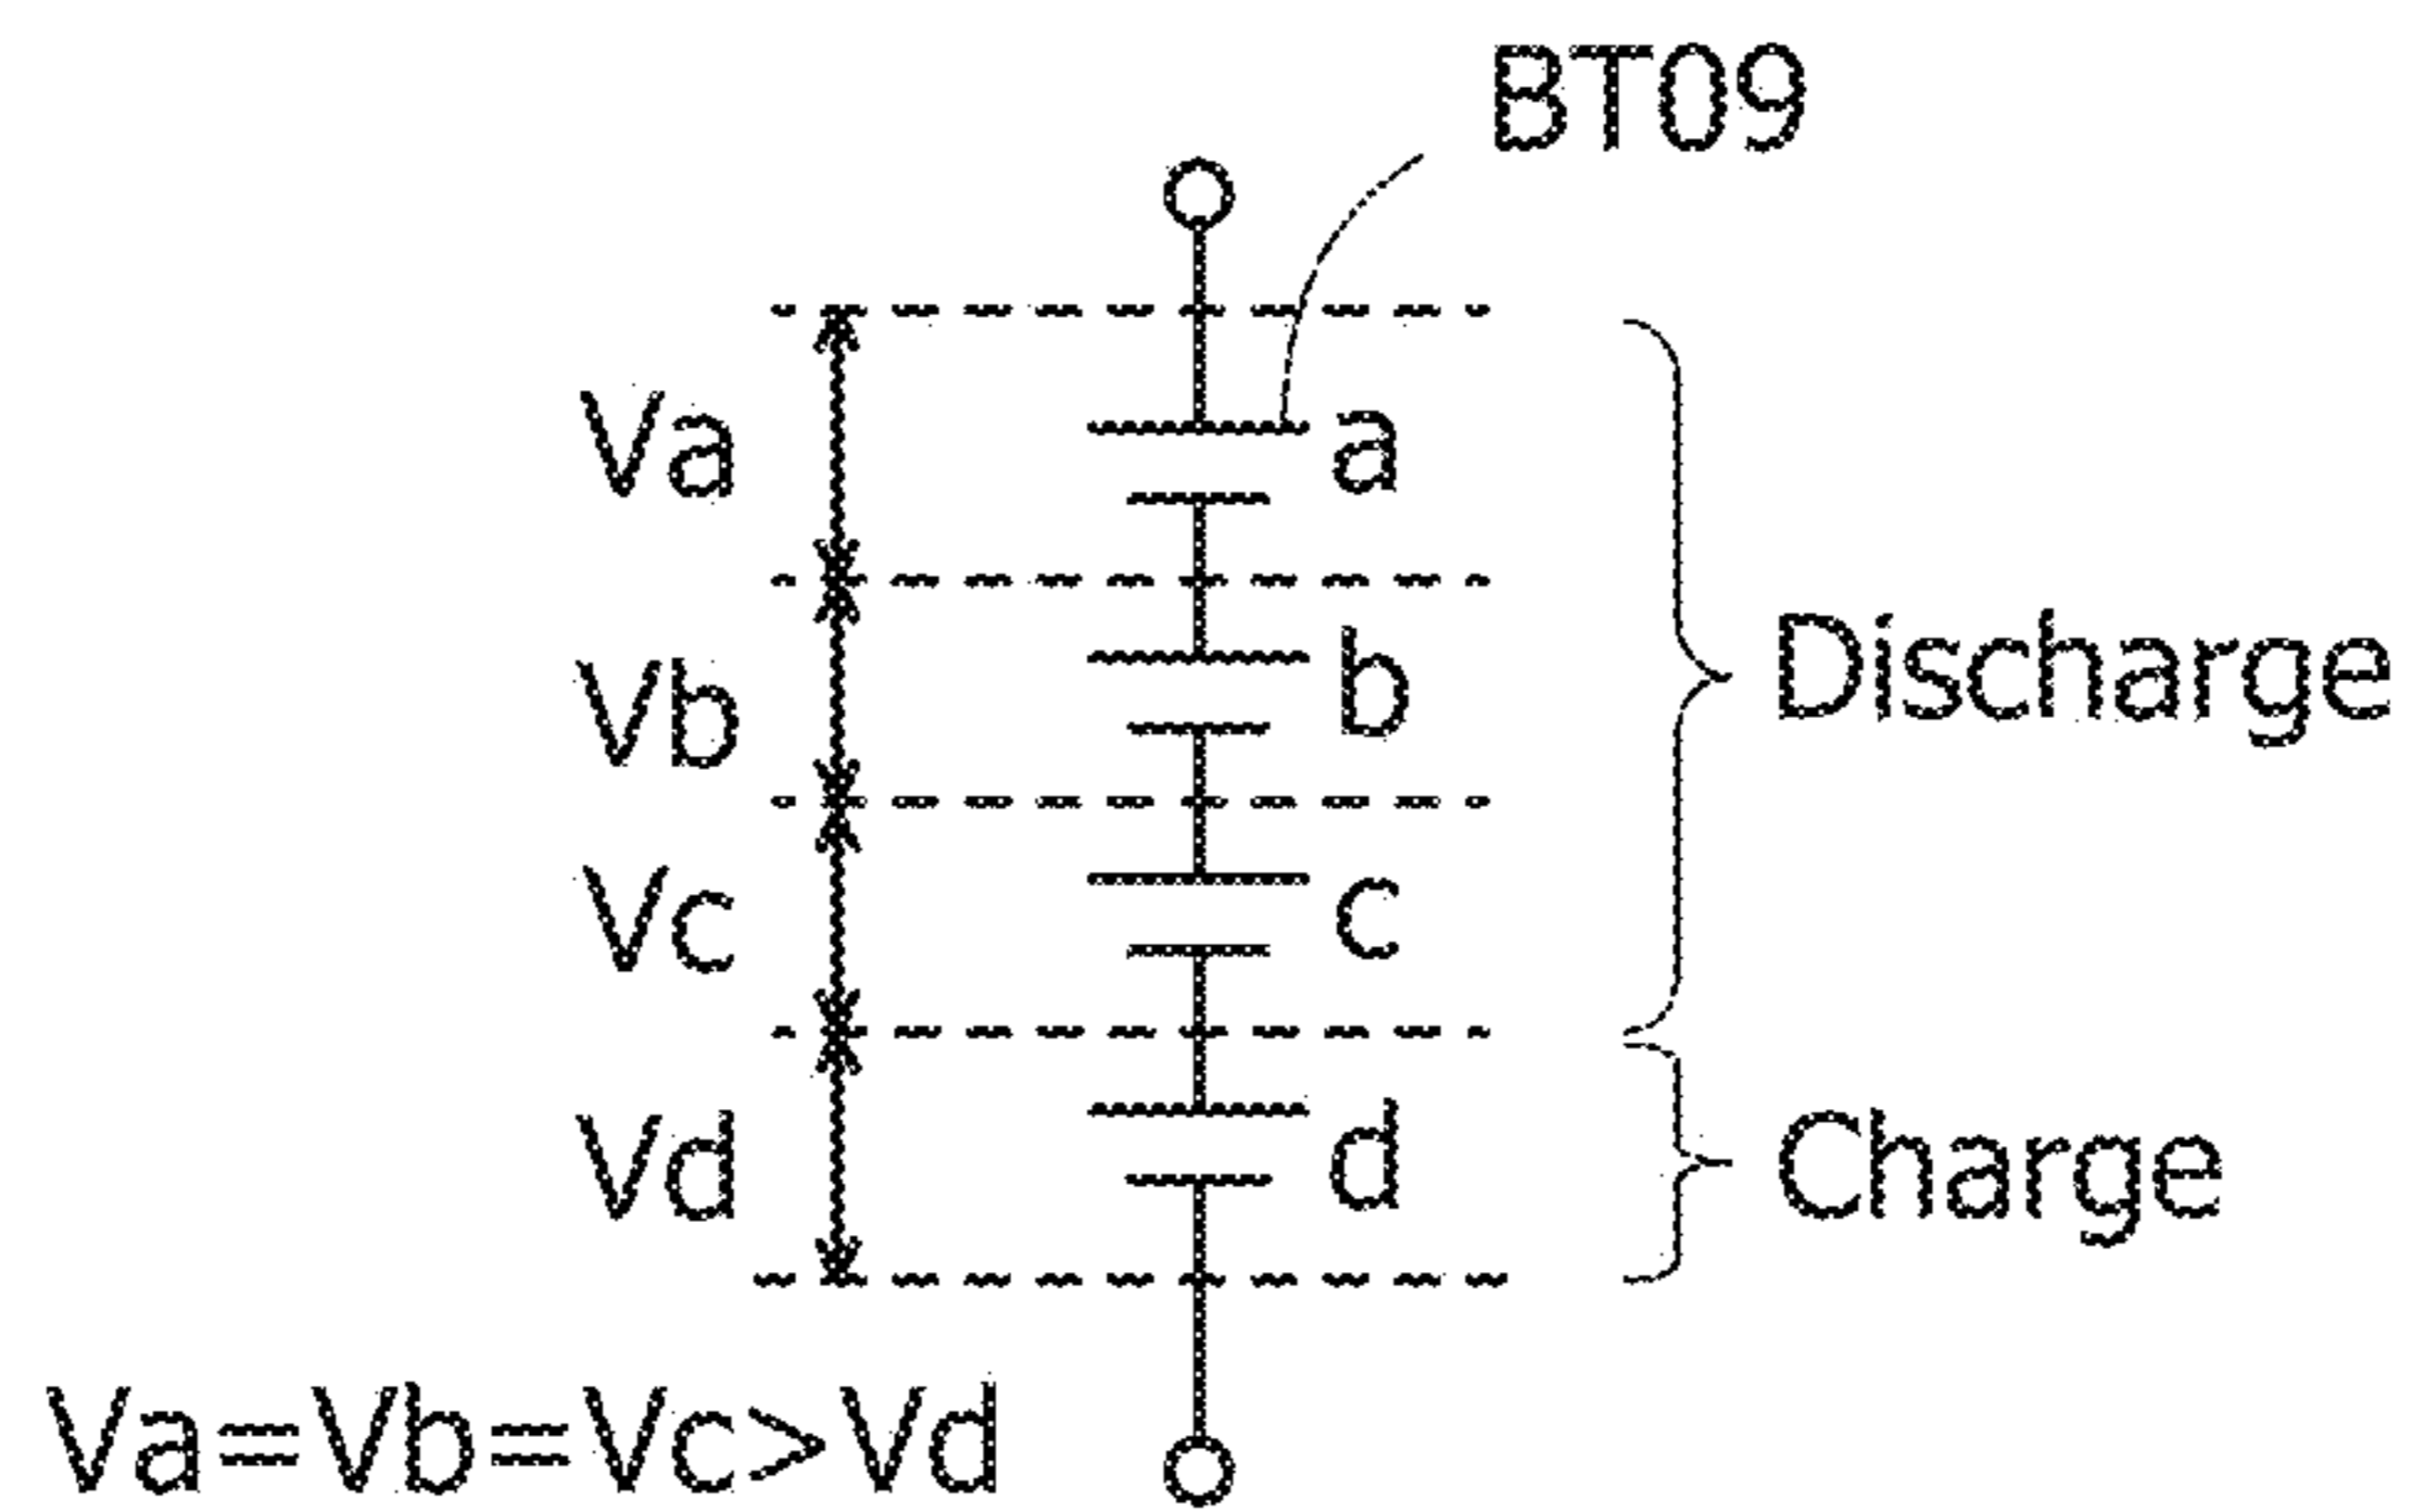 BT09
Va
a
Vb
b
Discharge
Vc
c
Vd
d
Charge
Va=Vb=Vc>Vd